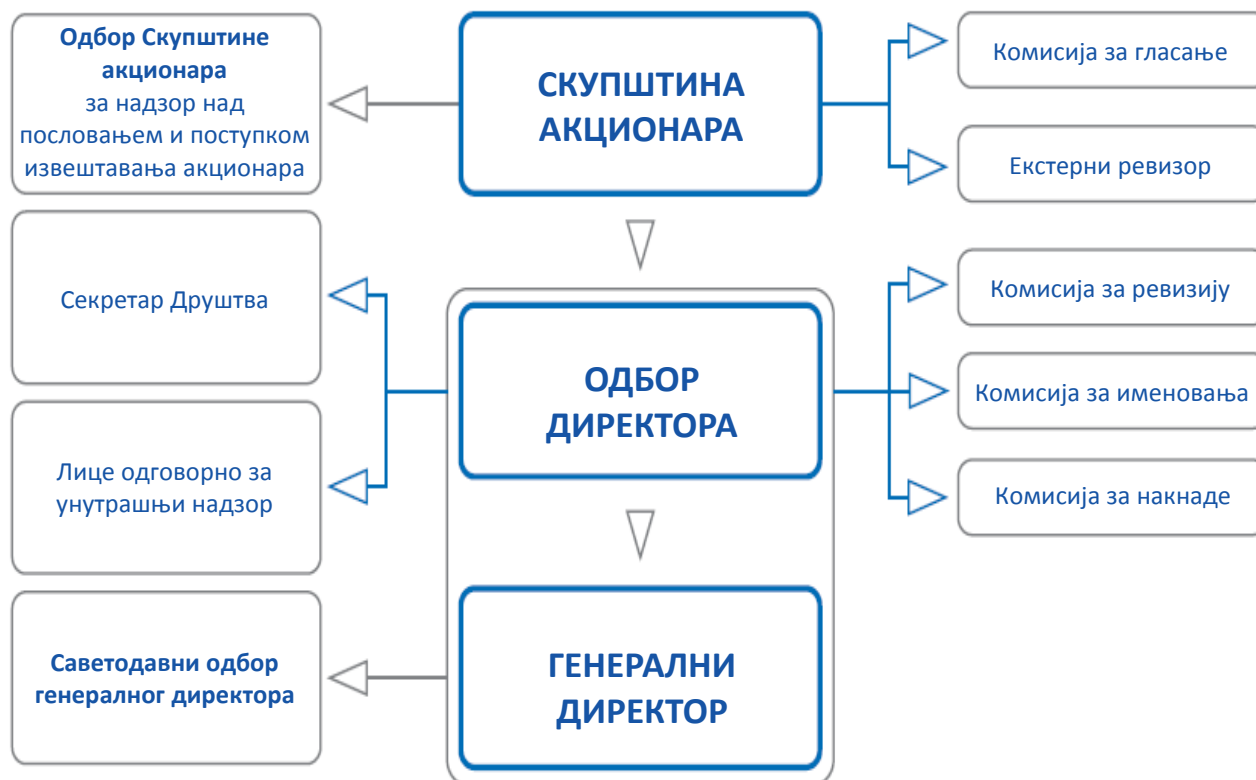 Одбор Скупштине
акционара
за надзор над
пословањем и поступком
извештавања акционара
СКУПШТИНА
АКЦИОНАРА
Комисија за гласање
Екстерни ревизор
Секретар Друштва
Лице одговорно за
унутрашњи надзор
ОДБОР
ДИРЕКТОРА
Комисија за ревизију
Комисија за именовања
Комисија за накнаде
Саветодавни одбор
генералног директора
ГЕНЕРАЛНИ
ДИРЕКТОР